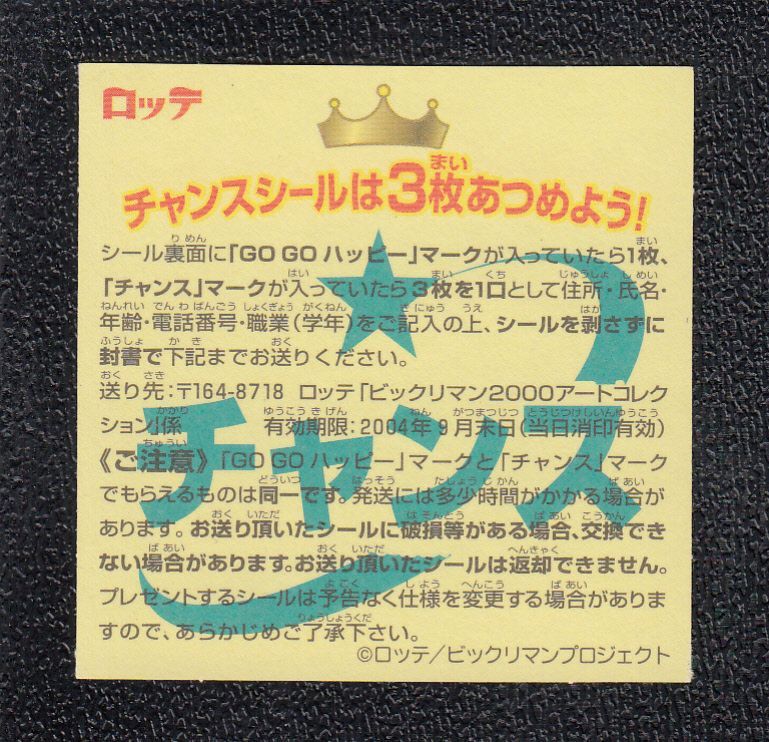 ロッテ
チャンスシールは3枚あつめよう!
シール裏面に「GO GO ハッピー」マークが入っていたら1枚、
「チャンス」マークが入っていたら3枚を1口として住所・氏名・
年齢・電話番号・職業(学年)をご記入の上、シールを剥さずに
封書で下記までお送りください。
送り先:〒164-8718 ロッテ「ビックリマン2000アートコレク
ション」係 有効期限:2004年9月末日(当日消印有効)
《ご注意》「GO GO ハッピー」マークと「チャンス」マーク
でもらえるものは同一です。発送には多少時間がかかる場合が
あります。お送り頂いたシールに破損等がある場合、交換でき
ない場合があります。お送り頂いたシールは返却できません。
プレゼントするシールは予告なく仕様を変更する場合がありま
すので、あらかじめご了承下さい。
©ロッテ/ビックリマンプロジェクト
チャンス